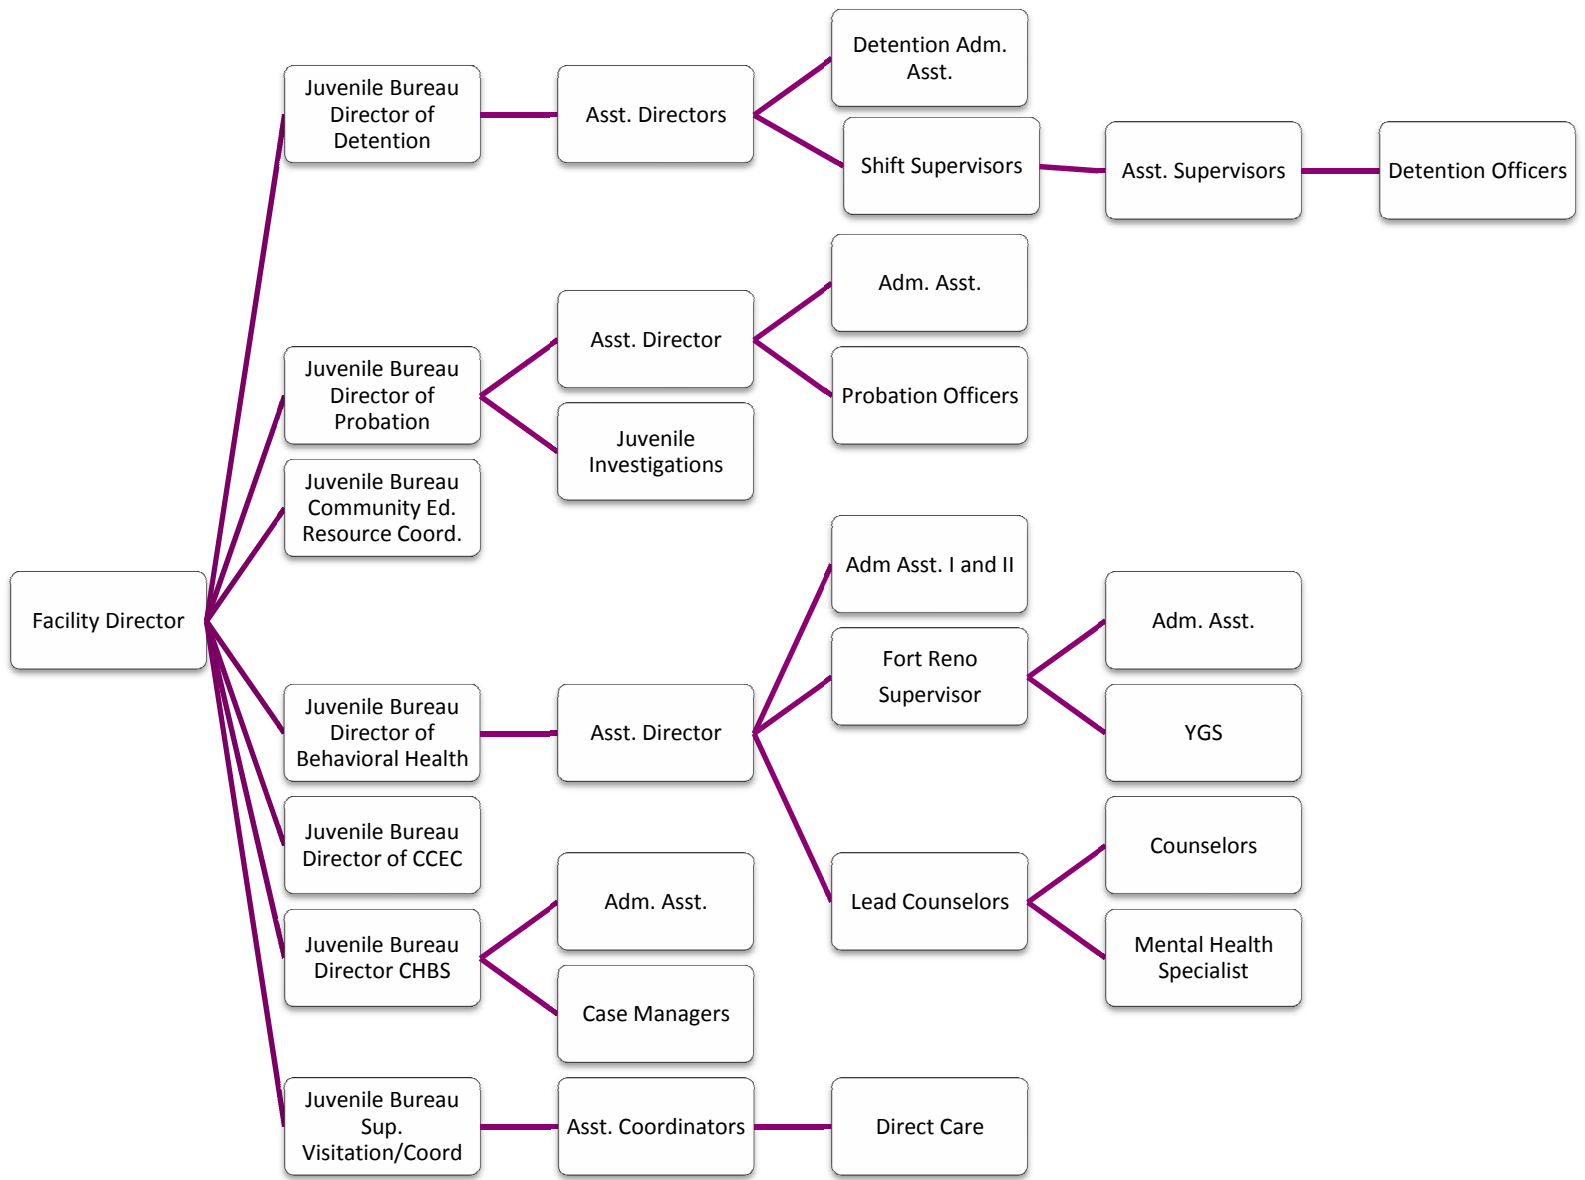 Facility Director
Juvenile Bureau
Director of
Detention
Asst. Directors
Detention Adm.
Asst.
Shift Supervisors
Asst. Supervisors
Detention Officers
Juvenile Bureau
Director of
Probation
Asst. Director
Adm. Asst.
Probation Officers
Juvenile
Investigations
Juvenile Bureau
Community Ed.
Resource Coord.
Juvenile Bureau
Director of
Behavioral Health
Asst. Director
Adm Asst. I and II
Fort Reno
Supervisor
Adm. Asst.
YGS
Lead Counselors
Counselors
Mental Health
Specialist
Juvenile Bureau
Director of CCEC
Juvenile Bureau
Director CHBS
Adm. Asst.
Case Managers
Juvenile Bureau
Sup.
Visitation/Coord
Asst. Coordinators
Direct Care